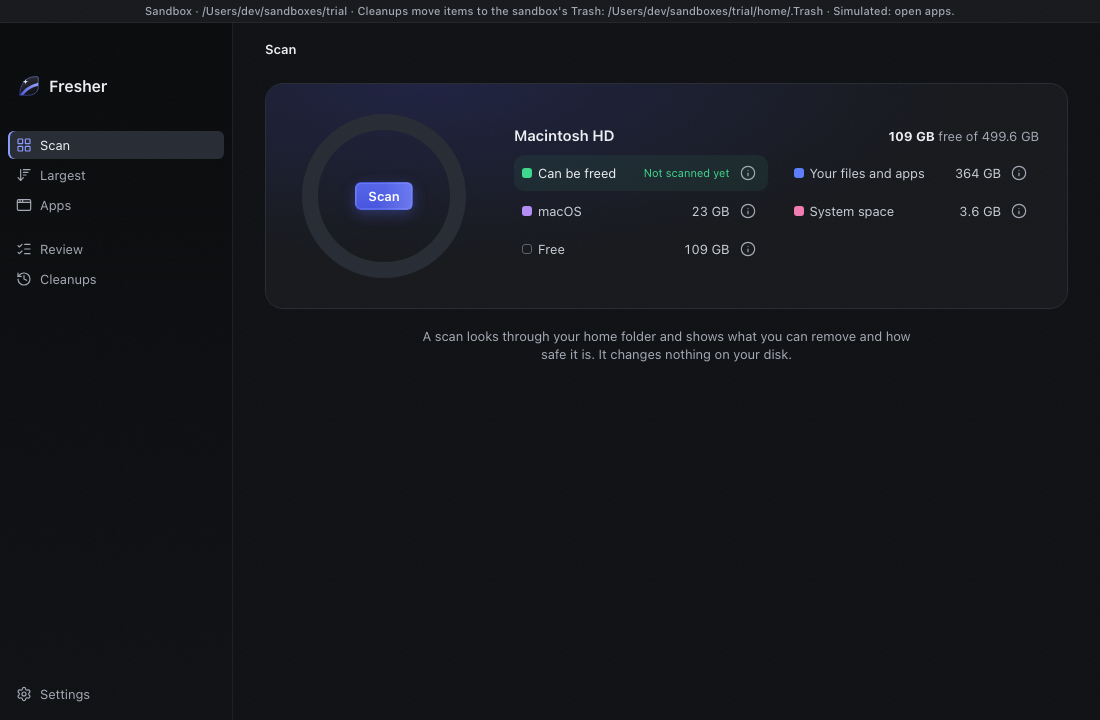 Sandbox · /Users/dev/sandboxes/trial · Cleanups move items to the sandbox's Trash: /Users/dev/sandboxes/trial/home/.Trash · Simulated: open apps.
Fresher
Scan
Largest
Apps
Review
Cleanups
Settings
Scan
Scan
Macintosh HD
109 GB free of 499.6 GB
Can be freed Not scanned yet
Your files and apps 364 GB
macOS 23 GB
System space 3.6 GB
Free 109 GB
A scan looks through your home folder and shows what you can remove and how
safe it is. It changes nothing on your disk.